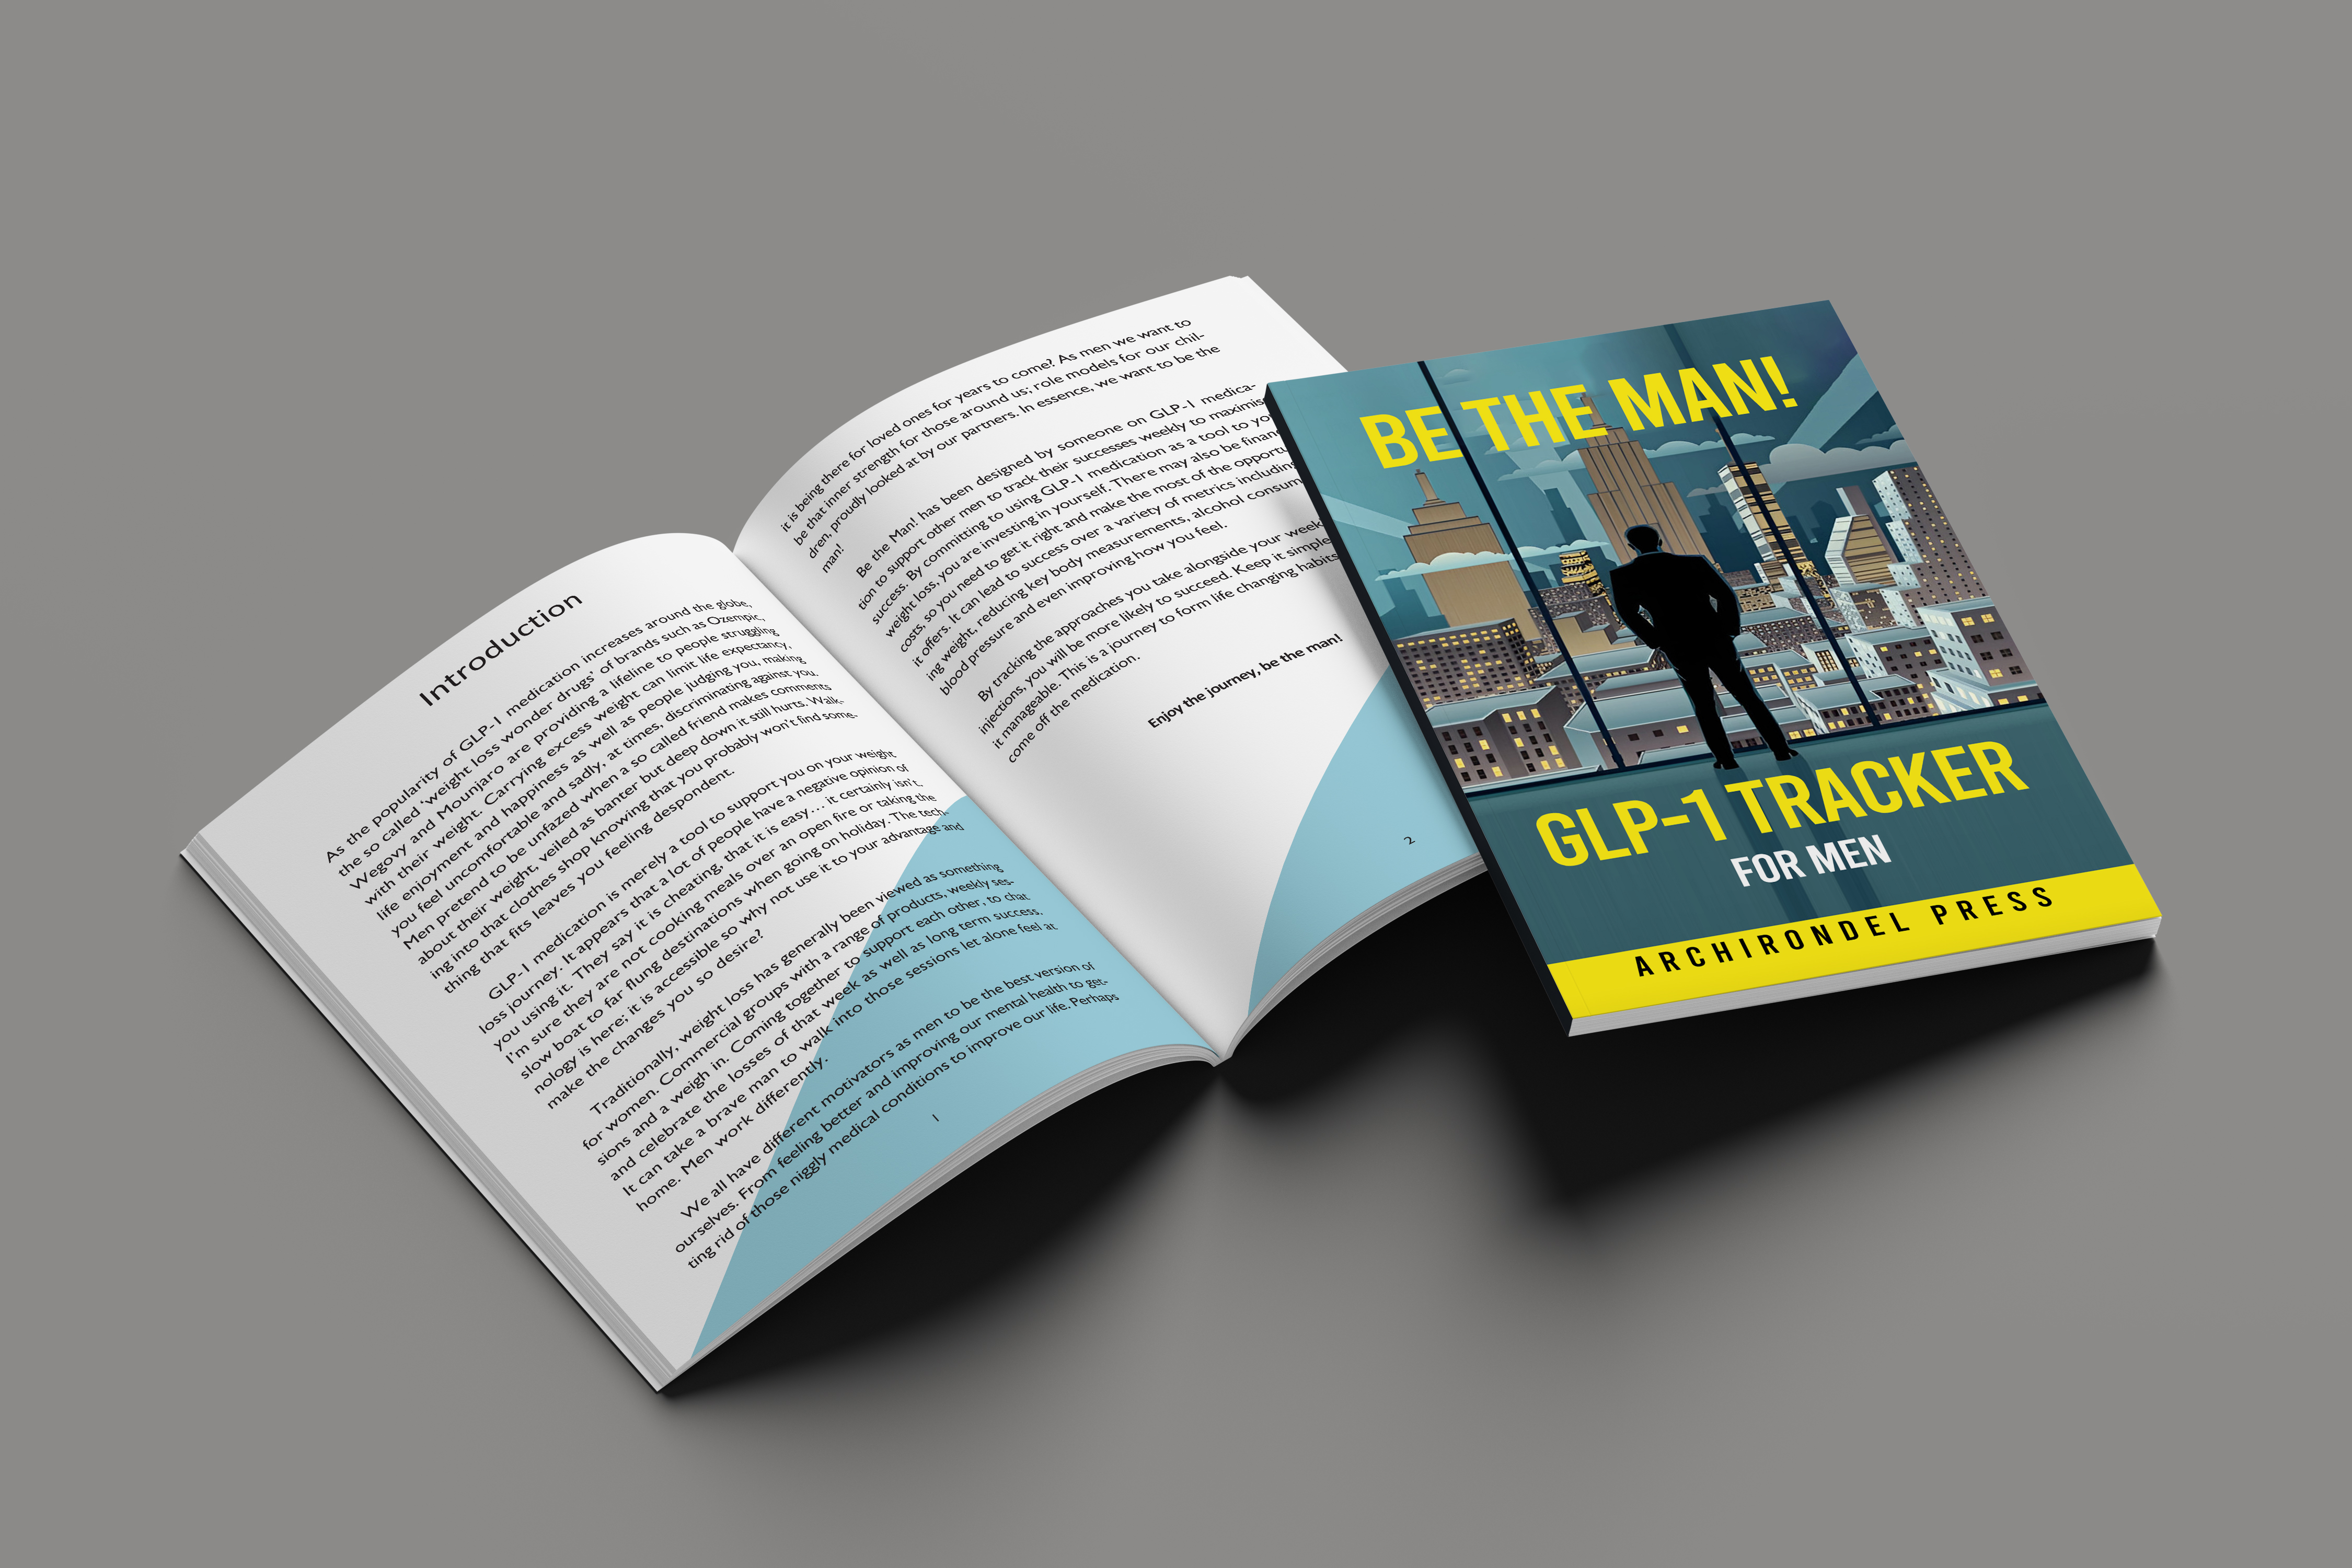 Introduction
As the popularity of GLP-1 medication increases around the globe,
the so called 'weight loss wonder drugs' of brands such as Ozempic,
Wegovy and Mounjaro are providing a lifeline to people struggling
with their weight. Carrying excess weight can limit life expectancy,
life enjoyment and happiness as well as people judging you, making
you feel uncomfortable and sadly, at times, discriminating against you.
Men pretend to be unfazed when a so called friend makes comments
about their weight, veiled as banter but deep down it still hurts. Walk-
ing into that clothes shop knowing that you probably won't find some-
thing that fits leaves you feeling despondent.
GLP-1 medication is merely a tool to support you on your weight
loss journey. It appears that a lot of people have a negative opinion of
you using it. They say it is cheating, that it is easy… it certainly isn't.
I'm sure they are not cooking meals over an open fire or taking the
slow boat to far flung destinations when going on holiday. The tech-
nology is here; it is accessible so why not use it to your advantage and
make the changes you so desire?
Traditionally, weight loss has generally been viewed as something
for women. Commercial groups with a range of products, weekly ses-
sions and a weigh in. Coming together to support each other, to chat
and celebrate the losses of that week as well as long term success.
It can take a brave man to walk into those sessions let alone feel at
home. Men work differently.
We all have different motivators as men to be the best version of
ourselves. From feeling better and improving our mental health to get-
ting rid of those niggly medical conditions to improve our life. Perhaps
1
it is being there for loved ones for years to come? As men we want to
be that inner strength for those around us; role models for our chil-
dren, proudly looked at by our partners. In essence, we want to be the
man!
Be the Man! has been designed by someone on GLP-1 medica-
tion to support other men to track their successes weekly to maximise
success. By committing to using GLP-1 medication as a tool to
weight loss, you are investing in yourself. There may also be
costs, so you need to get it right and make the most of the
it offers. It can lead to success over a variety of metrics including
ing weight, reducing key body measurements, alcohol
blood pressure and even improving how you feel.
By tracking the approaches you take alongside your
injections, you will be more likely to succeed. Keep it simple
it manageable. This is a journey to form life changing habits
come off the medication.
Enjoy the journey, be the man!
2
BE THE MAN!
GLP-1 TRACKER
FOR MEN
ARCHIRONDEL PRESS